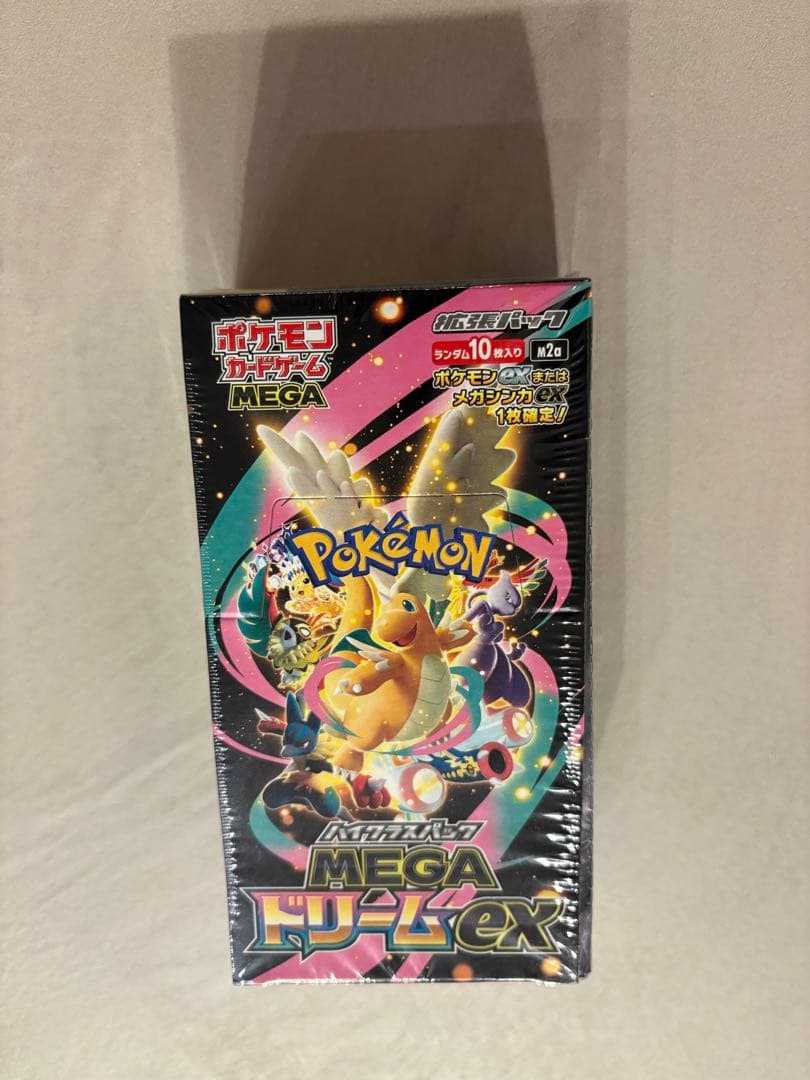 ポケモン
カードゲーム™
MEGA
拡張パック
ランダム10枚入り
M2a
ポケモンexまたは
メガシンカex
1枚確定!
POKéMON
ハイクラスパック
MEGA
ドリームex